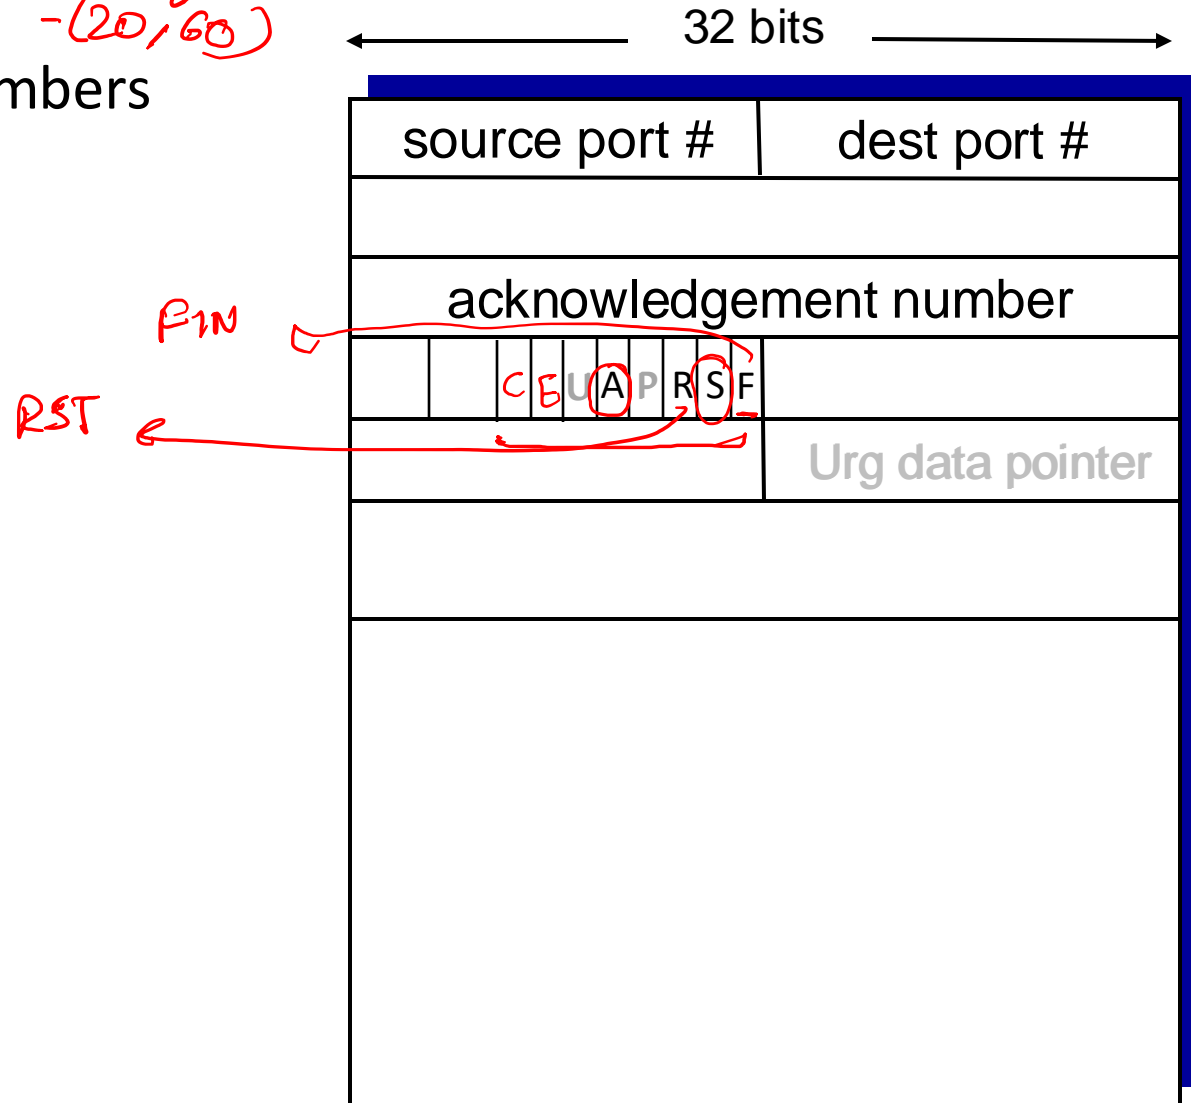 -(20,60)
32 bits
mbers
source port #
dest port #
acknowledgement number
FIN
C E U A P R S F
RST
Urg data pointer